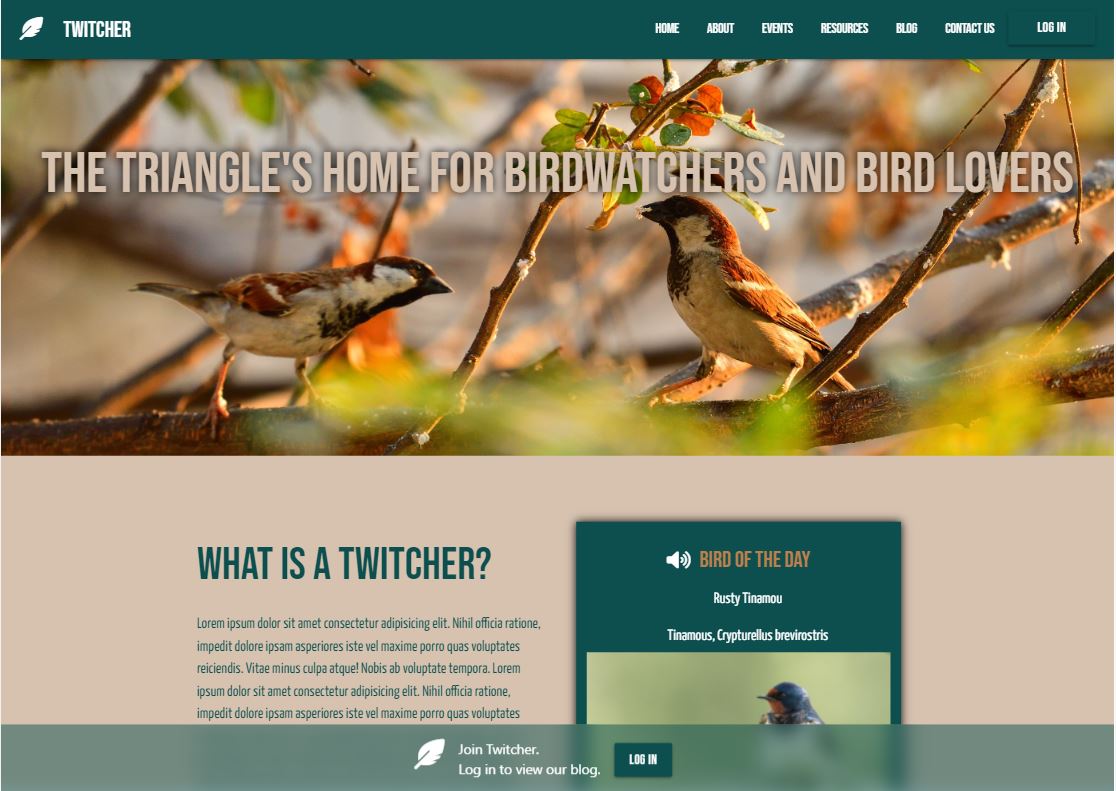 TWITCHER
HOME ABOUT EVENTS RESOURCES BLOG CONTACT US LOG IN
THE TRIANGLE'S HOME FOR BIRDWATCHERS AND BIRD LOVERS
WHAT IS A TWITCHER?
Lorem ipsum dolor sit amet consectetur adipisicing elit. Nihil officia ratione,
impedit dolore ipsam asperiores iste vel maxime porro quas voluptates
reiciendis. Vitae minus culpa atque! Nobis ab voluptate tempora. Lorem
ipsum dolor sit amet consectetur adipisicing elit. Nihil officia ratione,
impedit dolore ipsam asperiores iste vel maxime porro quas voluptates
BIRD OF THE DAY
Rusty Tinamou
Tinamous, Crypturellus brevirostris
Join Twitcher.
Log in to view our blog.
LOG IN